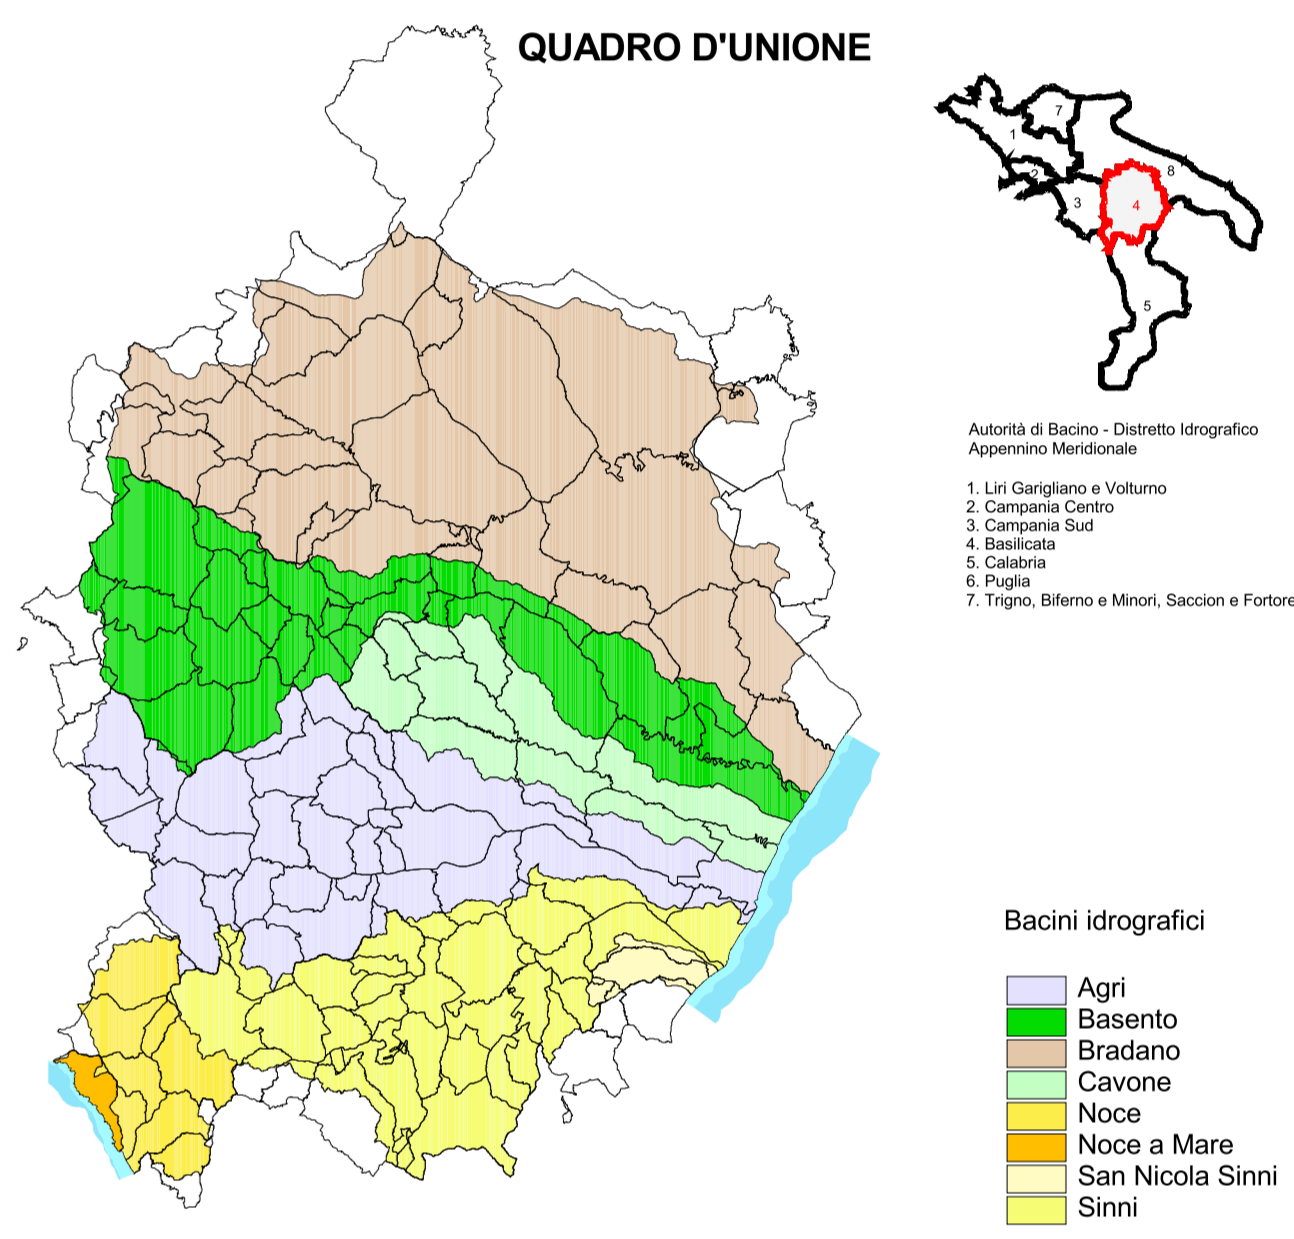 QUADRO D'UNIONE
7
1
8
2
3
4
5
Autorità di Bacino - Distretto Idrografico
Appennino Meridionale
1. Liri Garigliano e Volturno
2. Campania Centro
3. Campania Sud
4. Basilicata
5. Calabria
6. Puglia
7. Trigno, Biferno e Minori, Saccion e Fortore
Bacini idrografici
Agri
Basento
Bradano
Cavone
Noce
Noce a Mare
San Nicola Sinni
Sinni